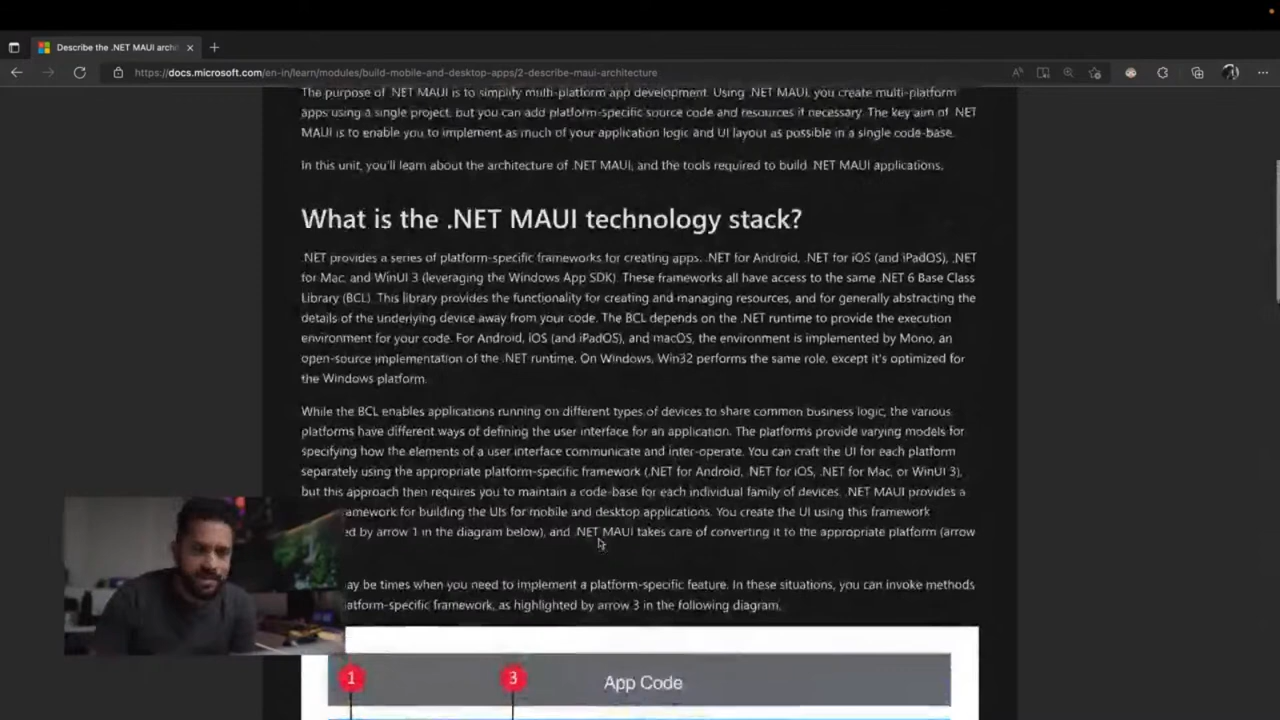 Describe the .NET MAUI archi
https://docs.microsoft.com/en-in/learn/modules/build-mobile-and-desktop-apps/2-describe-maui-architecture
The purpose of .NET MAUI is to simplify multi-platform app development. Using .NET MAUI, you create multi-platform
apps using a single project, but you can add platform-specific source code and resources if necessary. The key aim of .NET
MAUI is to enable you to implement as much of your application logic and UI layout as possible in a single code-base.
In this unit, you'll learn about the architecture of .NET MAUI, and the tools required to build .NET MAUI applications.
What is the .NET MAUI technology stack?
.NET provides a series of platform-specific frameworks for creating apps. .NET for Android, .NET for iOS (and iPadOS), .NET
for Mac, and WinUI 3 (leveraging the Windows App SDK). These frameworks all have access to the same .NET 6 Base Class
Library (BCL). This library provides the functionality for creating and managing resources, and for generally abstracting the
details of the underlying device away from your code. The BCL depends on the .NET runtime to provide the execution
environment for your code. For Android, iOS (and iPadOS), and macOS, the environment is implemented by Mono, an
open-source implementation of the .NET runtime. On Windows, Win32 performs the same role, except it's optimized for
the Windows platform.
While the BCL enables applications running on different types of devices to share common business logic, the various
platforms have different ways of defining the user interface for an application. The platforms provide varying models for
specifying how the elements of a user interface communicate and inter-operate. You can craft the UI for each platform
separately using the appropriate platform-specific framework (.NET for Android, .NET for iOS, .NET for Mac, or WinUI 3),
but this approach then requires you to maintain a code-base for each individual family of devices. .NET MAUI provides a
amework for building the UIs for mobile and desktop applications. You create the UI using this framework
ed by arrow 1 in the diagram below), and .NET MAUI takes care of converting it to the appropriate platform (arrow
ay be times when you need to implement a platform-specific feature. In these situations, you can invoke methods
atform-specific framework, as highlighted by arrow 3 in the following diagram.
1 3 App Code